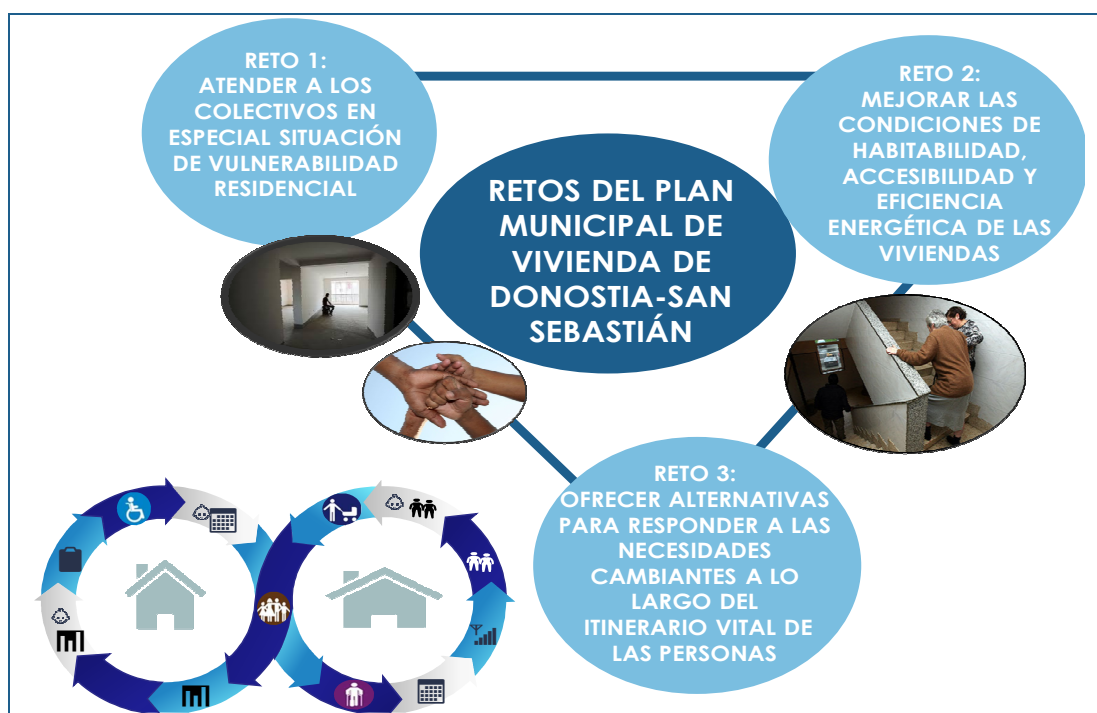 RETO 1:
ATENDER A LOS
COLECTIVOS EN
ESPECIAL SITUACIÓN
DE VULNERABILIDAD
RESIDENCIAL
RETOS DEL PLAN
MUNICIPAL DE
VIVIENDA DE
DONOSTIA-SAN
SEBASTIÁN
RETO 2:
MEJORAR LAS
CONDICIONES DE
HABITABILIDAD,
ACCESIBILIDAD Y
EFICIENCIA
ENERGÉTICA DE LAS
VIVIENDAS
RETO 3:
OFRECER ALTERNATIVAS
PARA RESPONDER A LAS
NECESIDADES
CAMBIANTES A LO
LARGO DEL
ITINERARIO VITAL DE
LAS PERSONAS